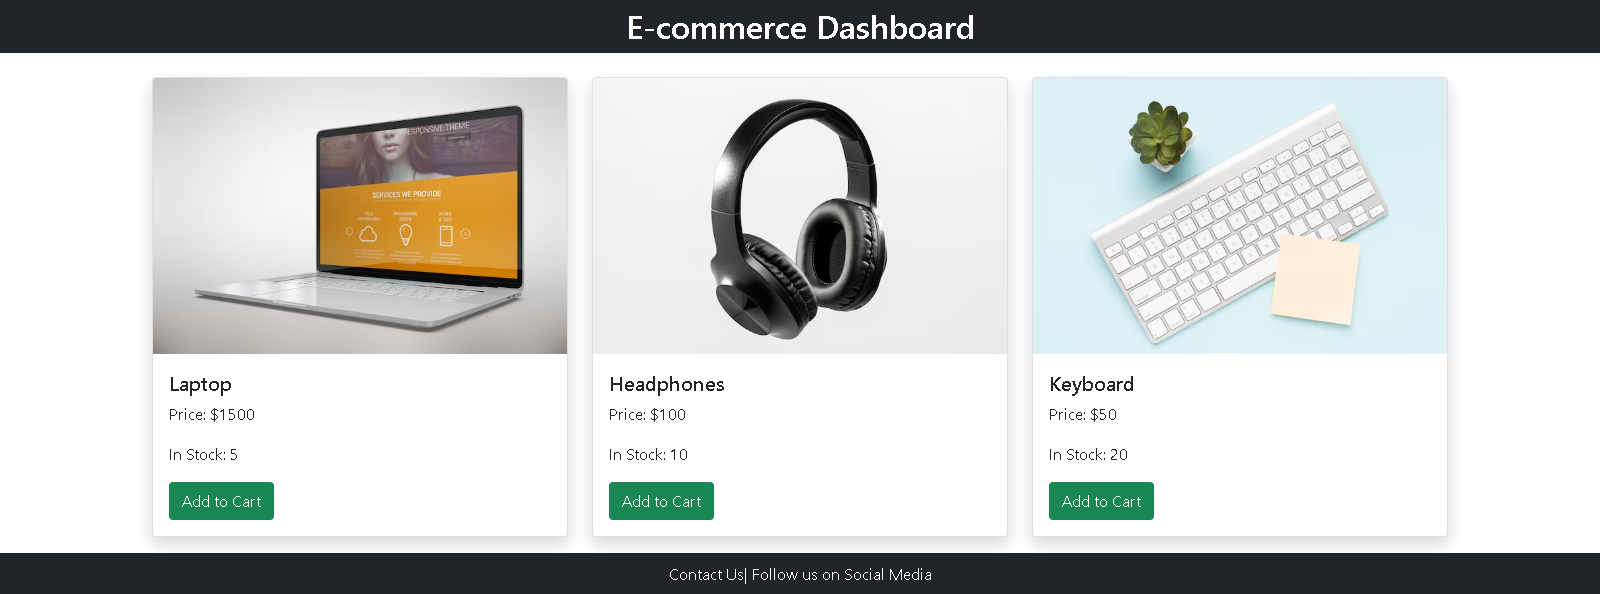 E-commerce Dashboard
RESPONSIVE THEME
SERVICES WE PROVIDE
Laptop
Price: $1500
In Stock: 5
Add to Cart
Headphones
Price: $100
In Stock: 10
Add to Cart
Keyboard
Price: $50
In Stock: 20
Add to Cart
Contact Us| Follow us on Social Media